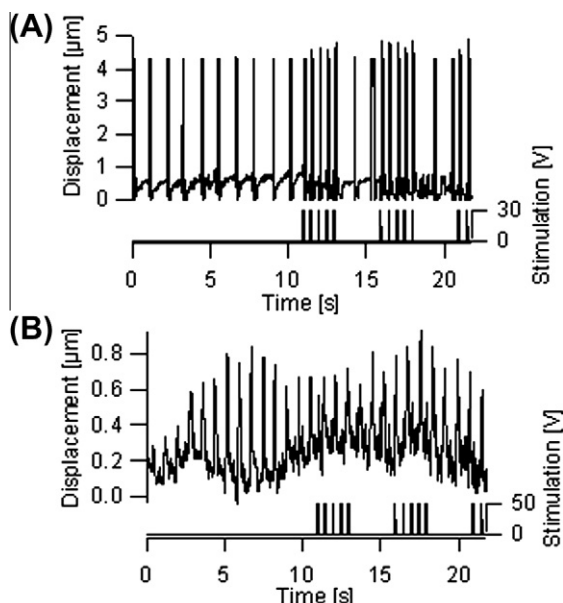 (A)
Displacement [µm]
5
4
3
2
1
0
Stimulation [V]
30
0
0 5 10 15 20
Time [s]
(B)
Displacement [µm]
0.8
0.6
0.4
0.2
0.0
Stimulation [V]
50
0
0 5 10 15 20
Time [s]